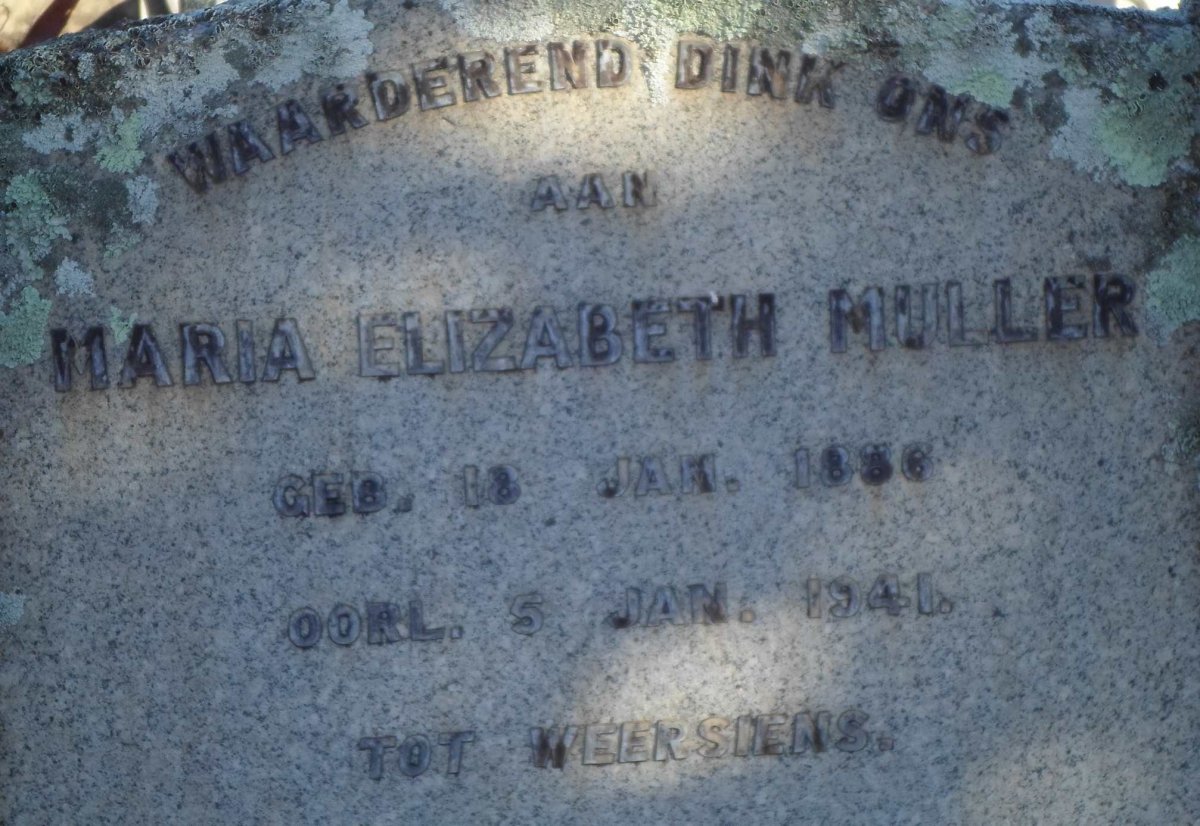 WAARDEREND DINK ONS
AAN
MARIA ELIZABETH MULLER
GEB. 18 JAN. 1886
OORL. 5 JAN. 1941.
TOT WEERSIENS.